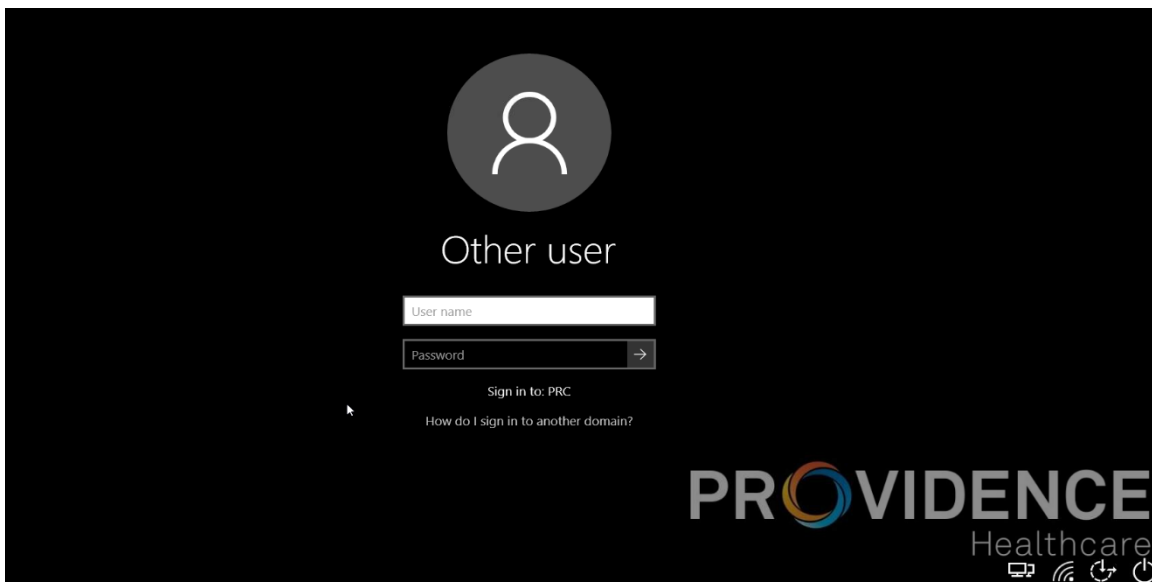 Other user
User name
Password
Sign in to: PRC
How do I sign in to another domain?
PROVIDENCE
Healthcare